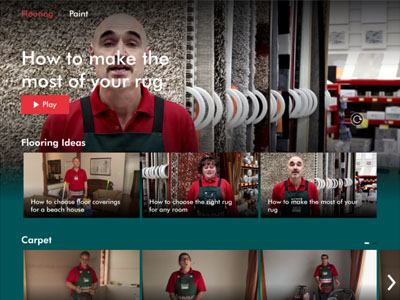 Flooring Paint
How to make the
most of your rug
Play
Flooring Ideas
How to choose floor coverings
for a beach house
How to choose the right rug
for any room
How to make the most of your
rug
Carpet